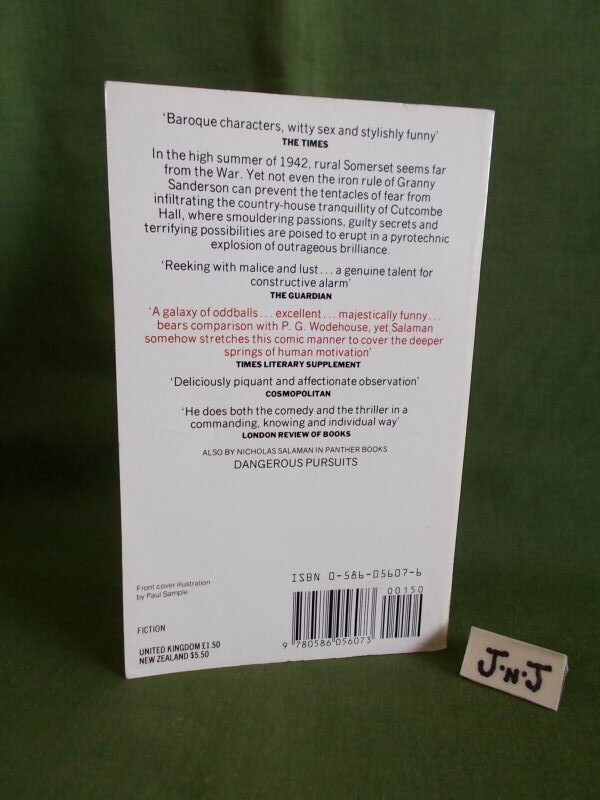 'Baroque characters, witty sex and stylishly funny'
THE TIMES
In the high summer of 1942, rural Somerset seems far
from the War. Yet not even the iron rule of Granny
Sanderson can prevent the tentacles of fear from
infiltrating the country-house tranquillity of Cutcombe
Hall, where smouldering passions, guilty secrets and
terrifying possibilities are poised to erupt in a pyrotechnic
explosion of outrageous brilliance.
'Reeking with malice and lust... a genuine talent for
constructive alarm'
THE GUARDIAN
'A galaxy of oddballs... excellent... majestically funny...
bears comparison with P. G. Wodehouse, yet Salaman
somehow stretches this comic manner to cover the deeper
springs of human motivation'
TIMES LITERARY SUPPLEMENT
'Deliciously piquant and affectionate observation'
COSMOPOLITAN
'He does both the comedy and the thriller in a
commanding, knowing and individual way'
LONDON REVIEW OF BOOKS
ALSO BY NICHOLAS SALAMAN IN PANTHER BOOKS
DANGEROUS PURSUITS
ISBN 0-586-05607-6
00150
Front cover illustration
by Paul Sample
FICTION
UNITED KINGDOM £1.50
NEW ZEALAND $5.50
9 780586 056073
J·N·J